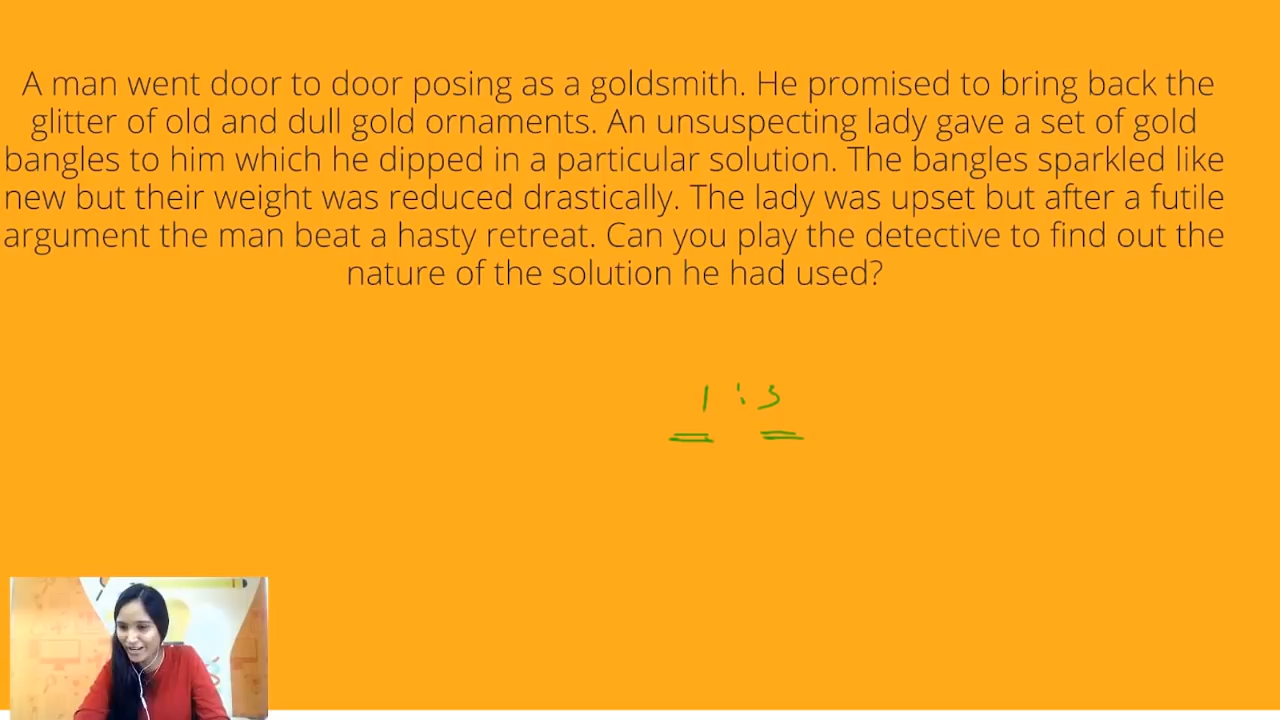 A man went door to door posing as a goldsmith. He promised to bring back the
glitter of old and dull gold ornaments. An unsuspecting lady gave a set of gold
bangles to him which he dipped in a particular solution. The bangles sparkled like
new but their weight was reduced drastically. The lady was upset but after a futile
argument the man beat a hasty retreat. Can you play the detective to find out the
nature of the solution he had used?
1 : 3